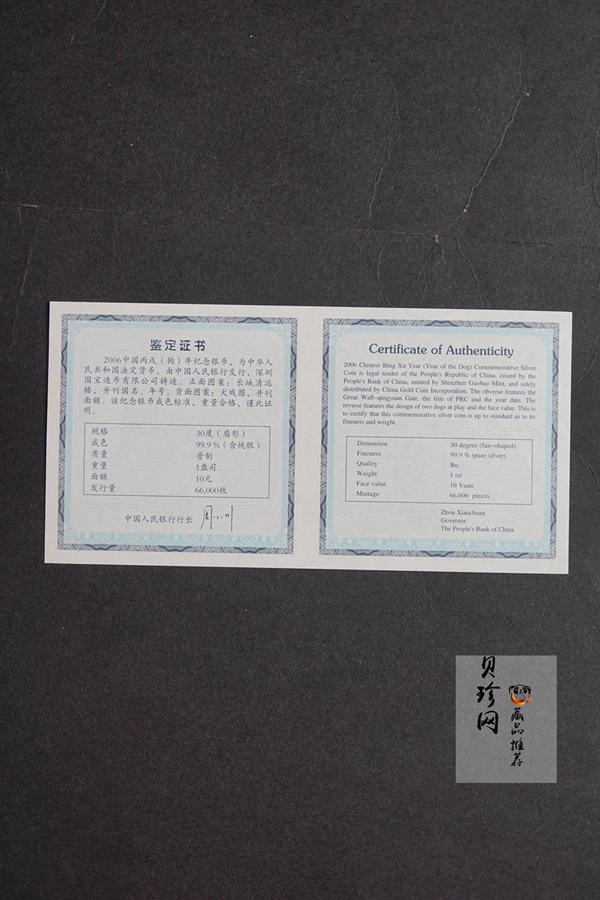 鉴定证书
2006中国丙戌（狗）年纪念银币，为中华人
民共和国法定货币，由中国人民银行发行，深圳
国宝造币有限公司铸造。正面图案：长城清远
楼，并刊国名、年号。背面图案：犬戏图，并刊
面额。该纪念银币成色标准，重量合格，谨此证
明。
规格 30度（扇形）
成色 99.9％（含纯银）
质量 普制
重量 1盎司
面额 10元
发行量 66,000枚
中国人民银行行长
Certificate of Authenticity
2006 Chinese Bing Xu Year (Year of the Dog) Commemorative Silver
Coin is legal tender of the People's Republic of China, issued by the
People's Bank of China, minted by Shenzhen Guobao Mint, and solely
distributed by China Gold Coin Incorporation. The obverse features the
Great Wall-qingyuan Gate, the title of PRC and the year date. The
reverse features the design of two dogs at play and the face value. This is
to certify that this commemorative silver coin is up to standard as to its
fineness and weight.
Dimension 30 degree (fan-shaped)
Fineness 99.9% (pure silver)
Quality Bu.
Weight 1 oz
Face value 10 Yuan
Mintage 66,000 pieces
Zhou Xiaochuan
Governor
The People's Bank of China
贝珍网
藏品推荐